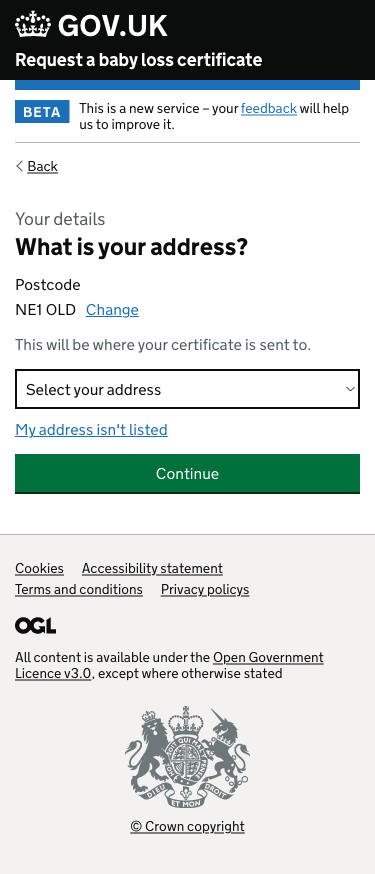 GOV.UK
Request a baby loss certificate
BETA
This is a new service – your feedback will help
us to improve it.
Back
Your details
What is your address?
Postcode
NE1 OLD Change
This will be where your certificate is sent to.
Select your address
My address isn't listed
Continue
Cookies Accessibility statement
Terms and conditions Privacy policys
OGL
All content is available under the Open Government
Licence v3.0, except where otherwise stated
DIEU ET MON
© Crown copyright